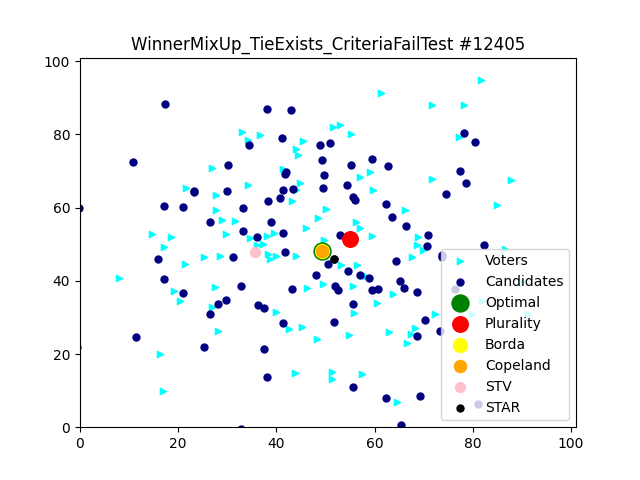 WinnerMixUp_TieExists_CriteriaFailTest #12405
100
80
60
40
20
0
0
20
40
60
80
100
Voters
Candidates
Optimal
Plurality
Borda
Copeland
STV
STAR